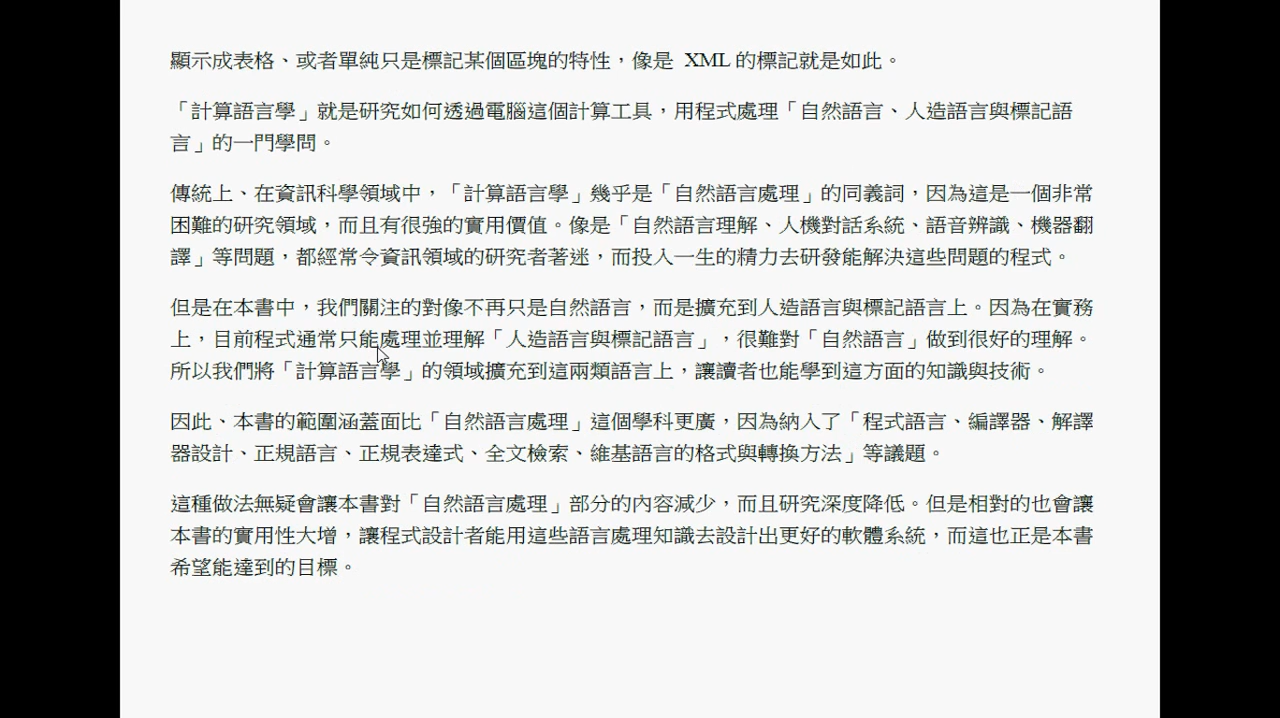 顯示成表格、或者單純只是標記某個區塊的特性，像是 XML 的標記就是如此。
「計算語言學」就是研究如何透過電腦這個計算工具，用程式處理「自然語言、人造語言與標記語
言」的一門學問。
傳統上、在資訊科學領域中，「計算語言學」幾乎是「自然語言處理」的同義詞，因為這是一個非常
困難的研究領域，而且有很強的實用價值。像是「自然語言理解、人機對話系統、語音辨識、機器翻
譯」等問題，都經常令資訊領域的研究者著迷，而投入一生的精力去研發能解決這些問題的程式。
但是在本書中，我們關注的對像不再只是自然語言，而是擴充到人造語言與標記語言上。因為在實務
上，目前程式通常只能處理並理解「人造語言與標記語言」，很難對「自然語言」做到很好的理解。
所以我們將「計算語言學」的領域擴充到這兩類語言上，讓讀者也能學到這方面的知識與技術。
因此、本書的範圍涵蓋面比「自然語言處理」這個學科更廣，因為納入了「程式語言、編譯器、解譯
器設計、正規語言、正規表達式、全文檢索、維基語言的格式與轉換方法」等議題。
這種做法無疑會讓本書對「自然語言處理」部分的內容減少，而且研究深度降低。但是相對的也會讓
本書的實用性大增，讓程式設計者能用這些語言處理知識去設計出更好的軟體系統，而這也正是本書
希望能達到的目標。